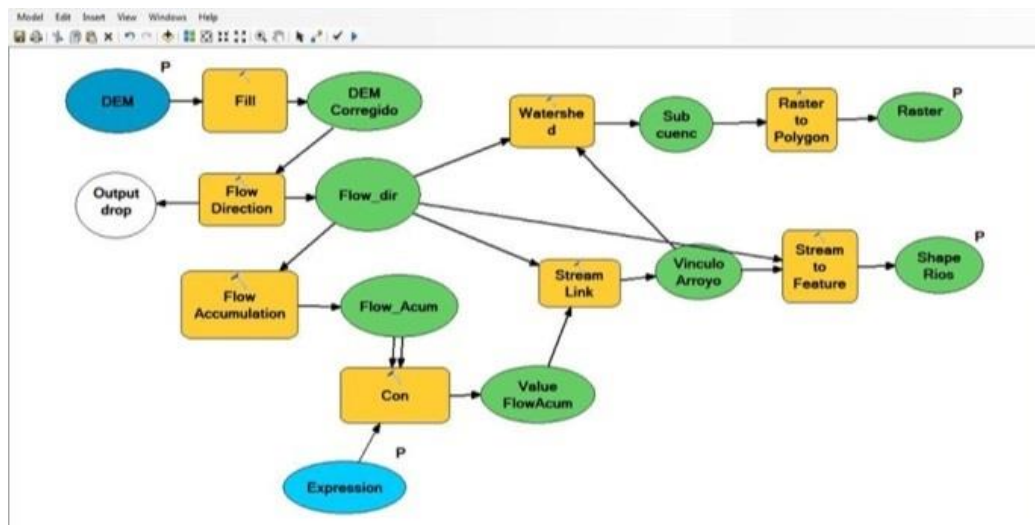 Model Edit Insert View Windows Help
P
DEM
Fill
DEM
Corregido
Watershe
d
Sub
cuenc
Raster
to
Polygon
P
Raster
Output
drop
Flow
Direction
Flow_dir
Flow
Accumulation
Flow_Acum
Stream
Link
Vinculo
Arroyo
Stream
to
Feature
P
Shape
Rios
Con
Value
FlowAcum
P
Expression